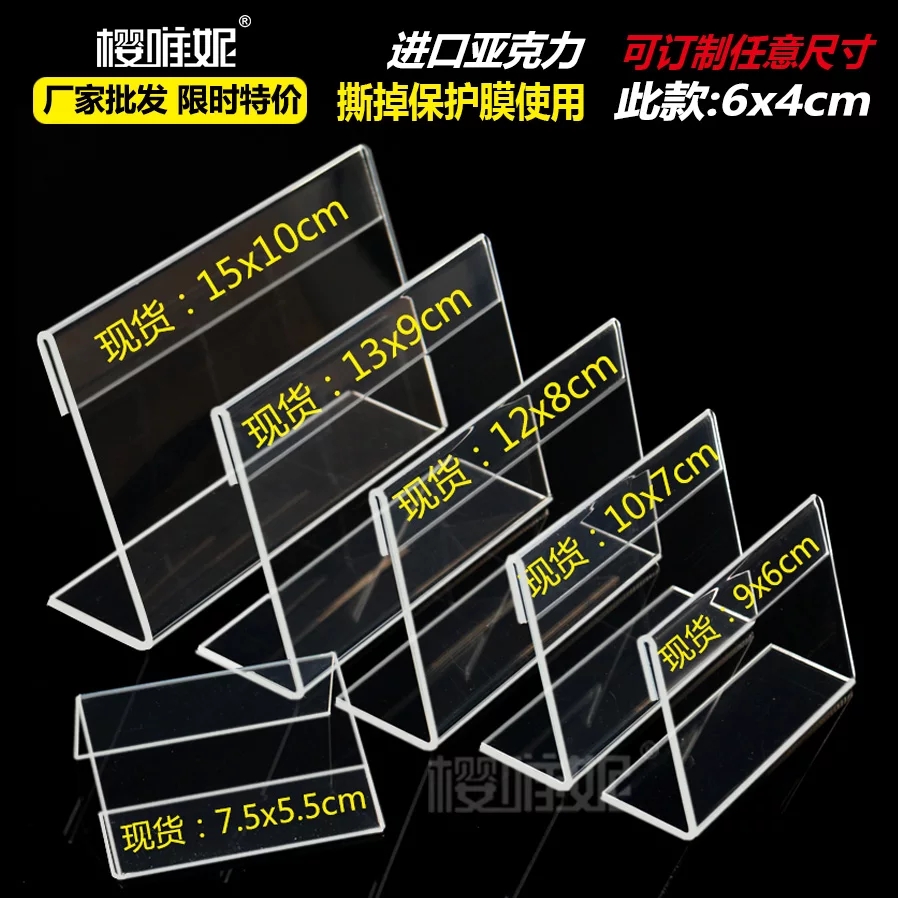 樱唯妮®
进口亚克力
可订制任意尺寸
厂家批发 限时特价
撕掉保护膜使用
此款:6x4cm
现货：15x10cm
现货：13x9cm
现货：12x8cm
现货：10x7cm
现货：9x6cm
现货：7.5x5.5cm
樱唯妮®